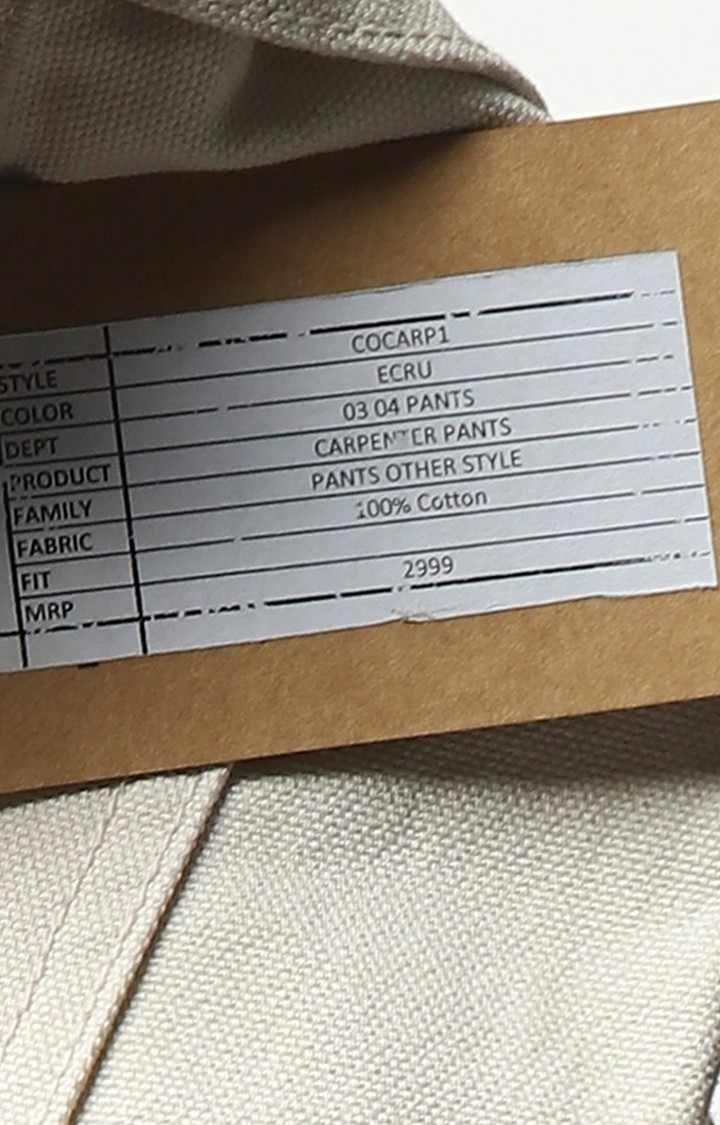 STYLE COCARP1
COLOR ECRU
DEPT 03 04 PANTS
PRODUCT CARPENTER PANTS
FAMILY PANTS OTHER STYLE
FABRIC 100% Cotton
FIT
MRP 2999